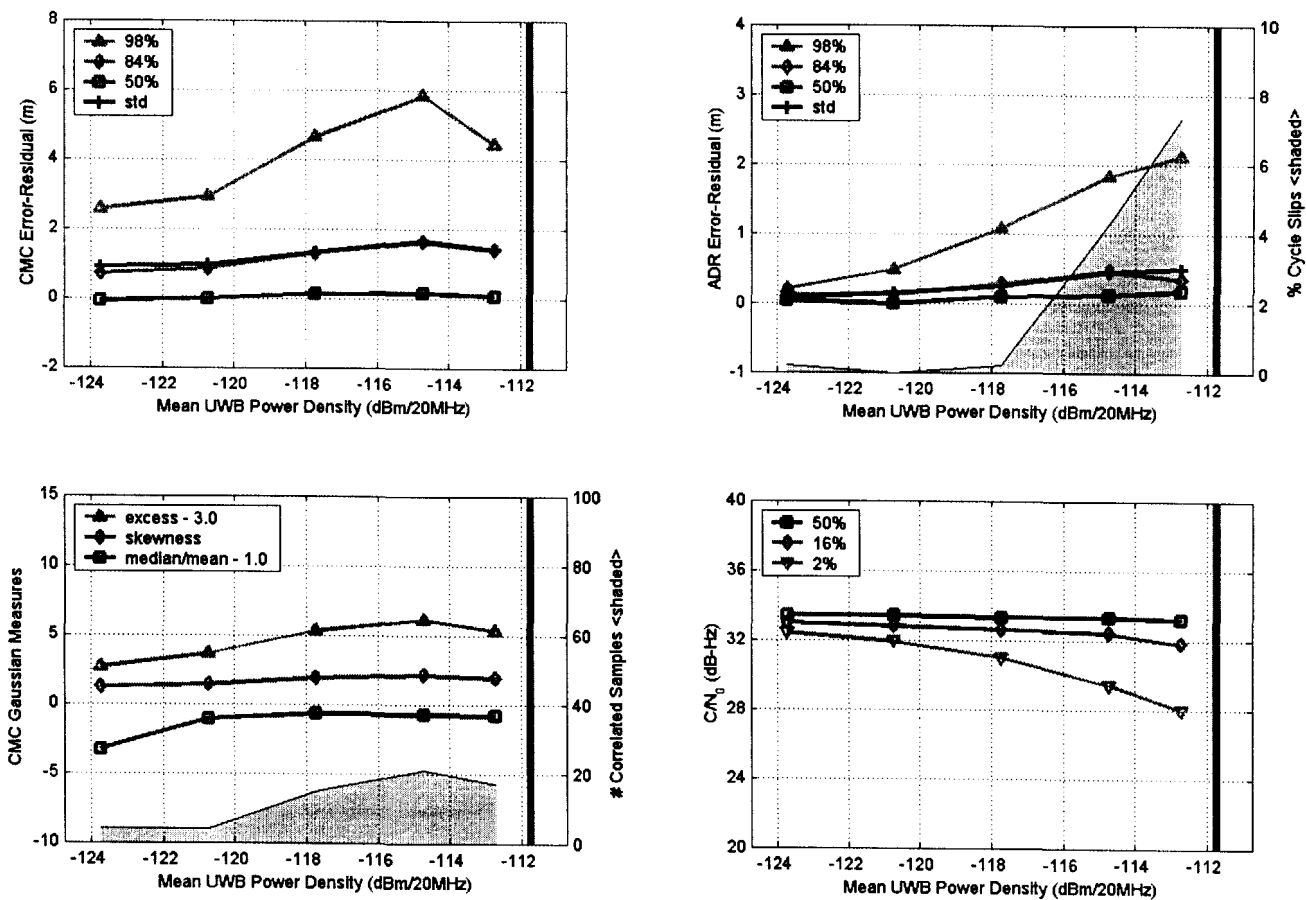 8
6
4
2
0
-2
98%
84%
50%
std
CMC Error-Residual (m)
-124 -122 -120 -118 -116 -114 -112
Mean UWB Power Density (dBm/20MHz)
4
3
2
1
0
-1
98%
84%
50%
std
ADR Error-Residual (m)
10
8
6
4
2
0
% Cycle Slips <shaded>
-124 -122 -120 -118 -116 -114 -112
Mean UWB Power Density (dBm/20MHz)
15
10
5
0
-5
-10
excess - 3.0
skewness
median/mean - 1.0
CMC Gaussian Measures
100
80
60
40
20
0
# Correlated Samples <shaded>
-124 -122 -120 -118 -116 -114 -112
Mean UWB Power Density (dBm/20MHz)
40
36
32
28
24
20
50%
16%
2%
C/N0 (dB-Hz)
-124 -122 -120 -118 -116 -114 -112
Mean UWB Power Density (dBm/20MHz)